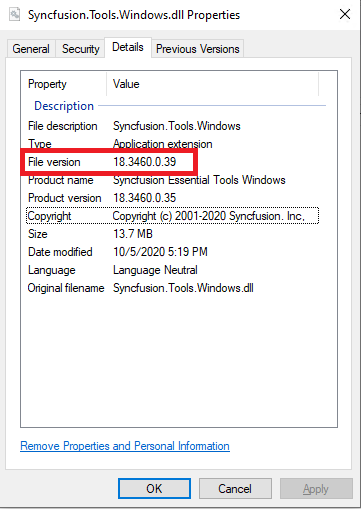 Syncfusion.Tools.Windows.dll Properties
General Security Details Previous Versions
Property Value
Description
File description Syncfusion.Tools.Windows
Type Application extension
File version 18.3460.0.39
Product name Syncfusion Essential Tools Windows
Product version 18.3460.0.35
Copyright Copyright (c) 2001-2020 Syncfusion. Inc,
Size 13.7 MB
Date modified 10/5/2020 5:19 PM
Language Language Neutral
Original filename Syncfusion.Tools.Windows.dll
Remove Properties and Personal Information
OK Cancel Apply